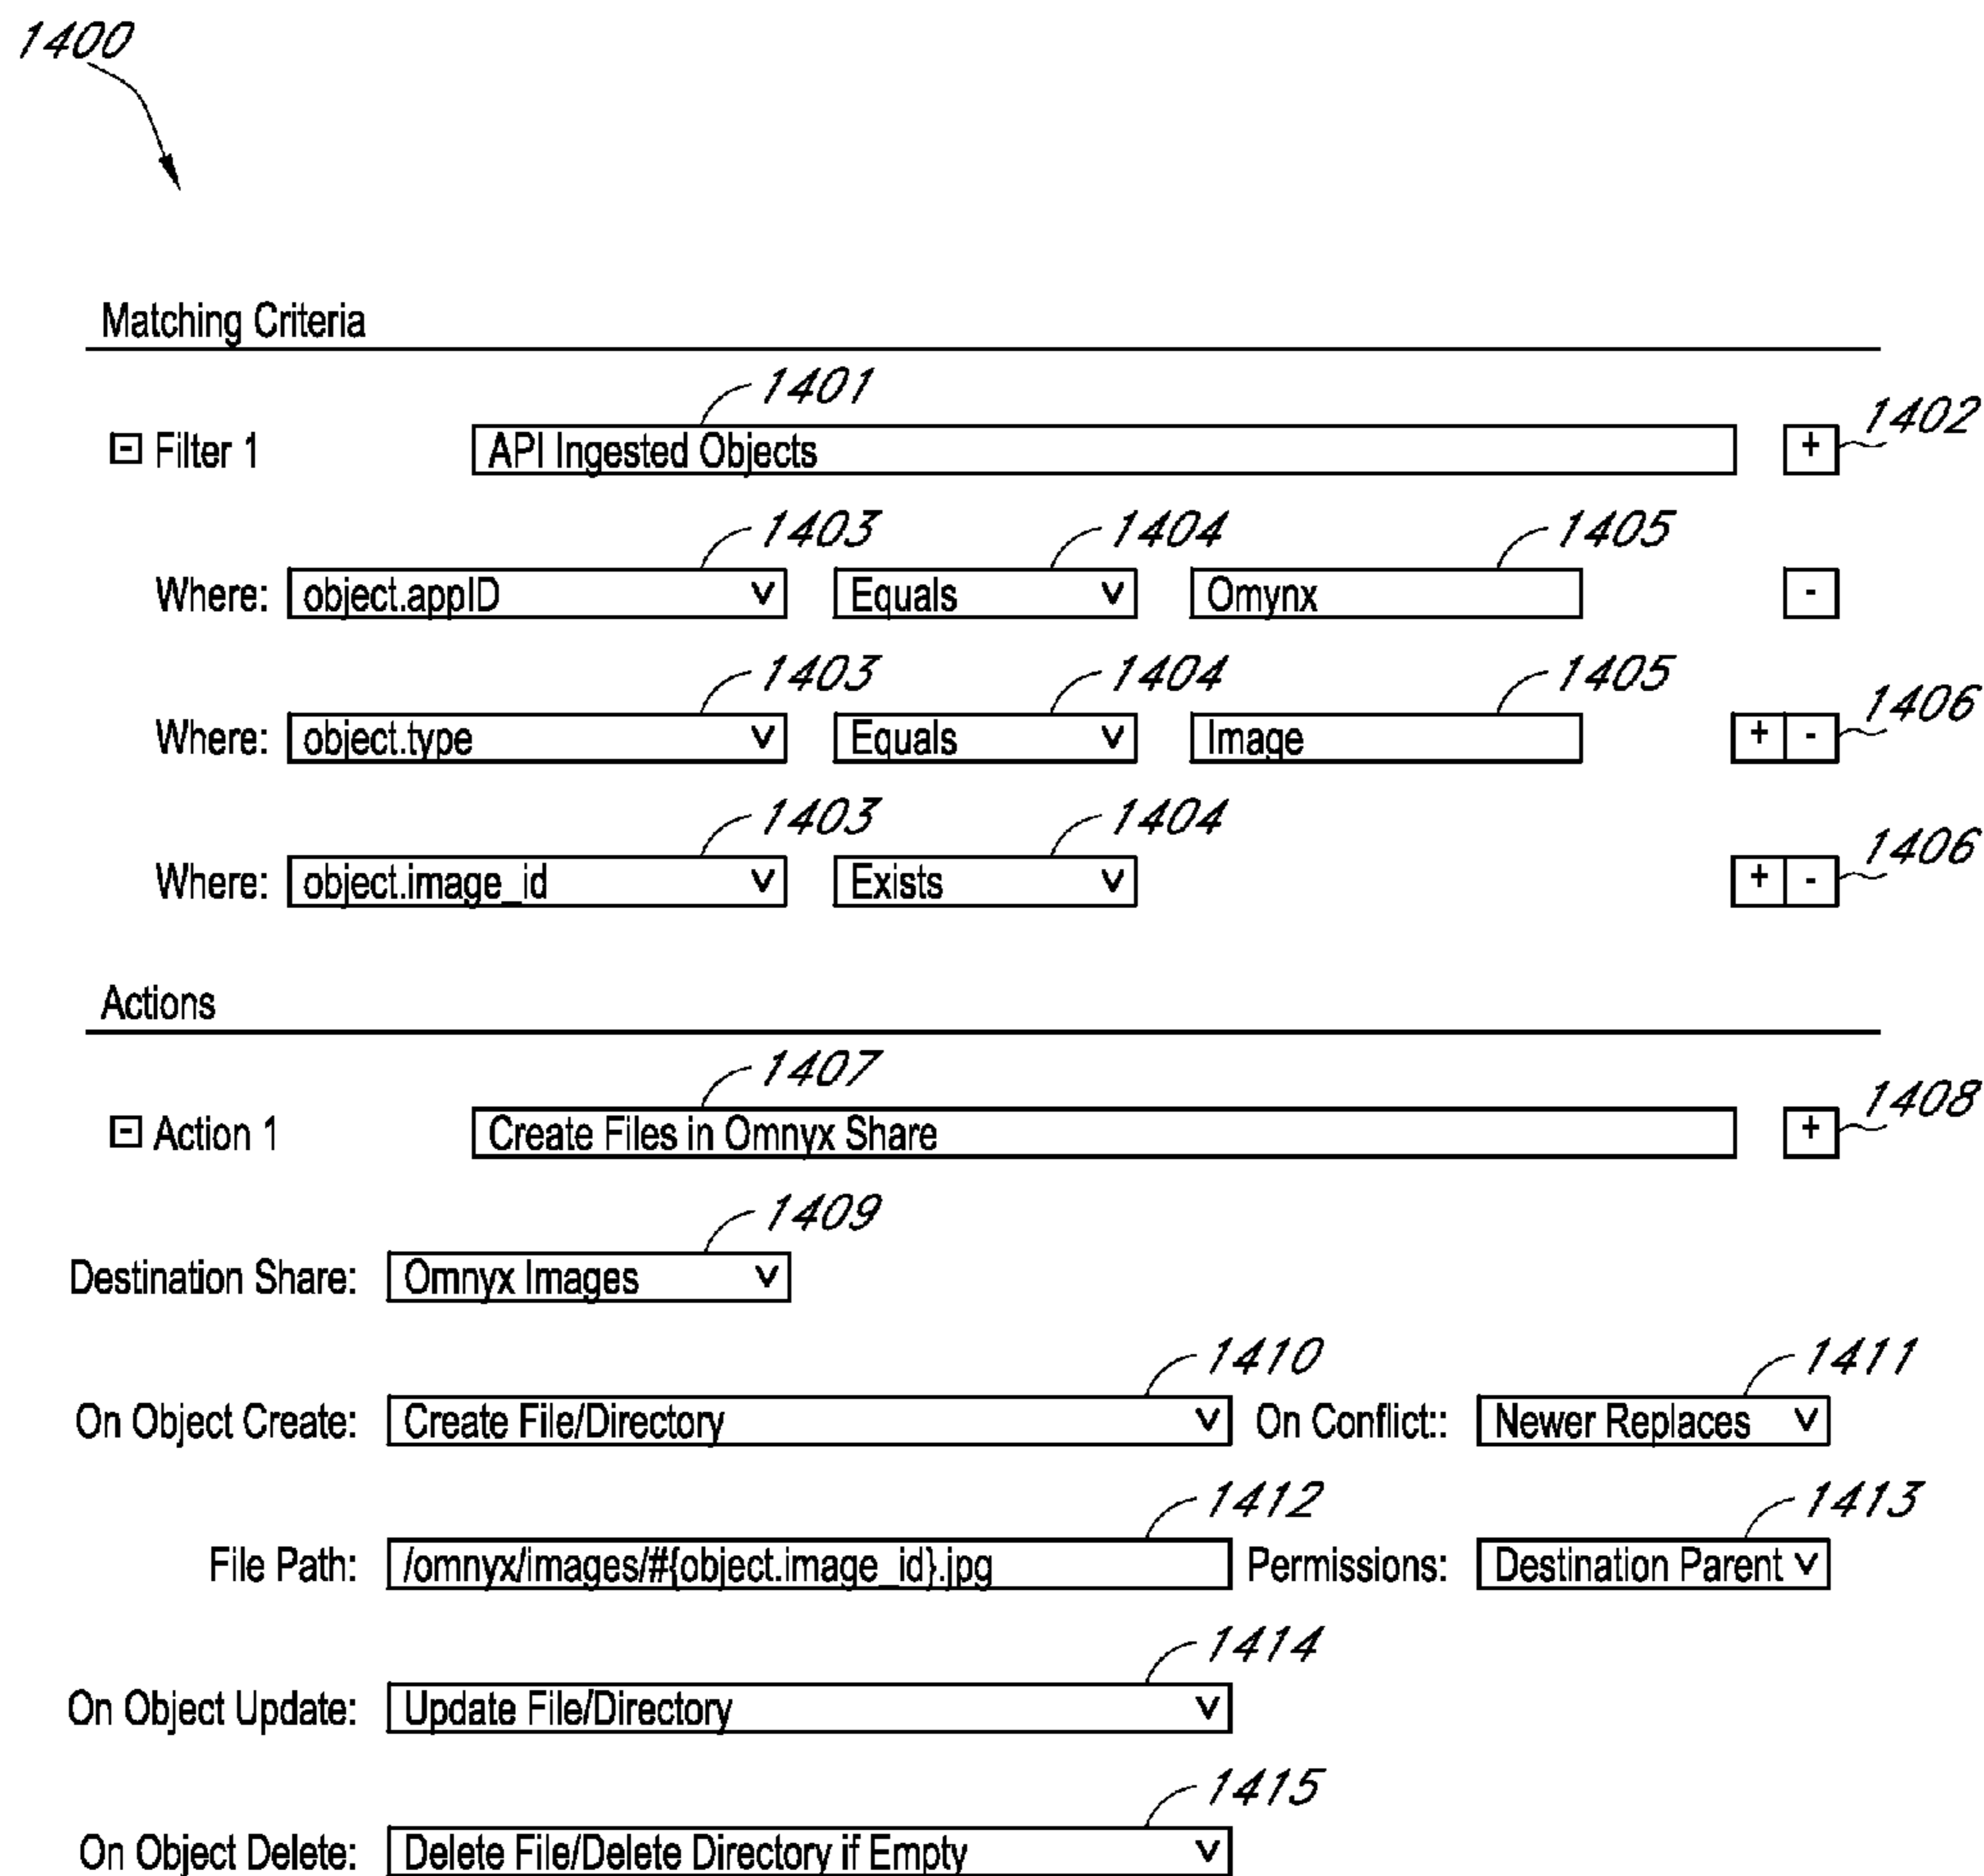 1400
Matching Criteria
1401
1402
- Filter 1 API Ingested Objects +
1403 1404 1405
Where: object.appID V Equals V Omynx -
1403 1404 1405
1406
Where: object.type V Equals V Image + -
1403 1404
1406
Where: object.image_id V Exists V + -
Actions
1407
1408
- Action 1 Create Files in Omnyx Share +
1409
Destination Share: Omnyx Images V
1410 1411
On Object Create: Create File/Directory V On Conflict:: Newer Replaces V
1412 1413
File Path: /omnyx/images/#{object.image_id}.jpg Permissions: Destination Parent V
1414
On Object Update: Update File/Directory V
1415
On Object Delete: Delete File/Delete Directory if Empty V